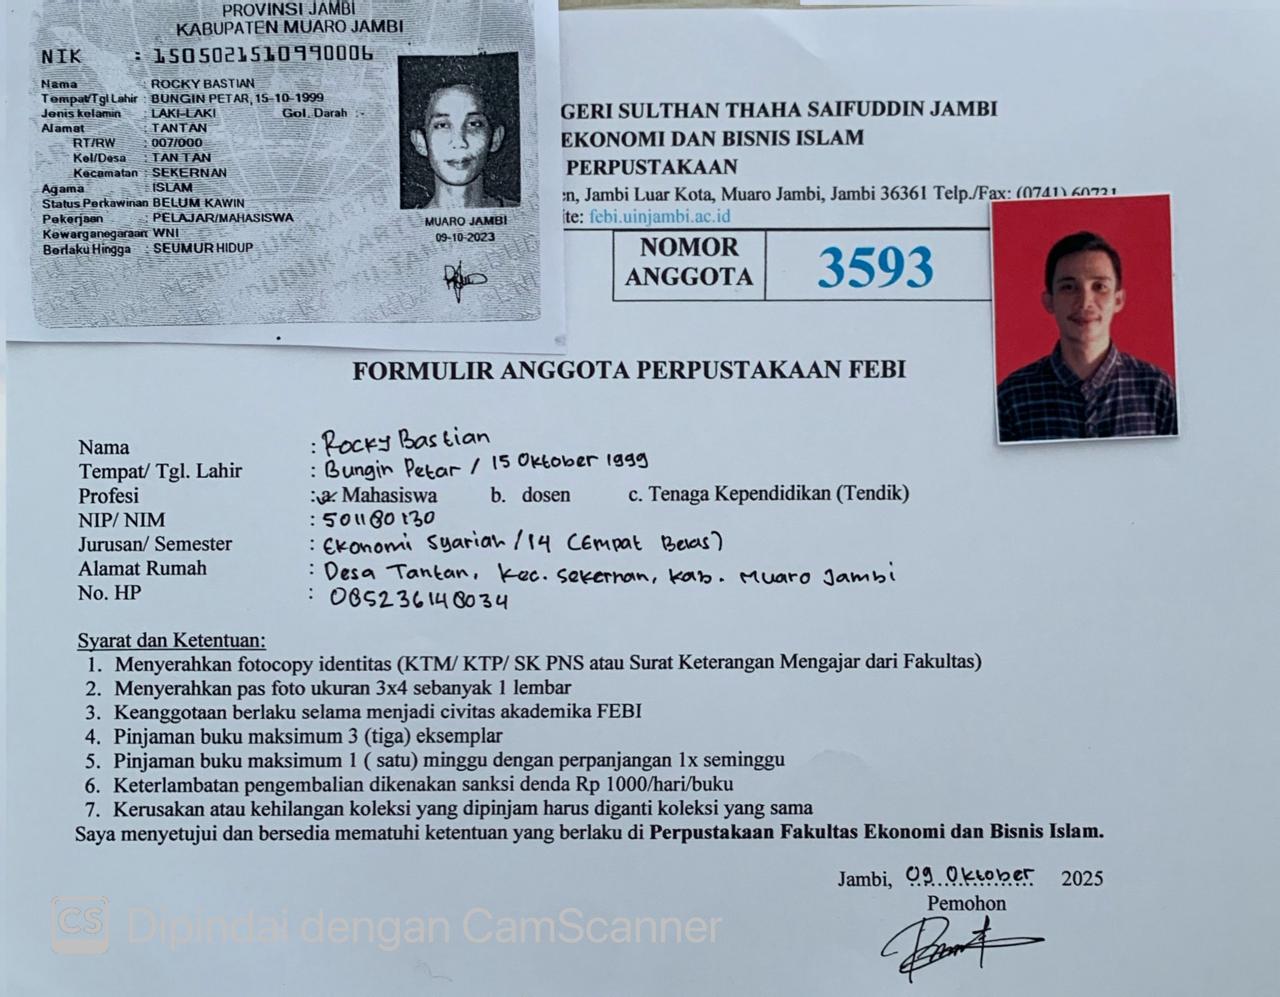 PROVINSI JAMBI
KABUPATEN MUARO JAMBI
NIK : 1505021510990006
Nama : ROCKY BASTIAN
Tempat/Tgl Lahir : BUNGIN PETAR, 15-10-1999
Jenis kelamin : LAKI-LAKI Gol. Darah :-
Alamat : TANTAN
RT/RW : 007/000
Kel/Desa : TANTAN
Kecamatan : SEKERNAN
Agama : ISLAM
Status Perkawinan: BELUM KAWIN
Pekerjaan : PELAJAR/MAHASISWA
Kewarganegaraan: WNI
Berlaku Hingga : SEUMUR HIDUP
MUARO JAMBI
09-10-2023
GERI SULTHAN THAHA SAIFUDDIN JAMBI
EKONOMI DAN BISNIS ISLAM
PERPUSTAKAAN
en, Jambi Luar Kota, Muaro Jambi, Jambi 36361 Telp./Fax: (0741) 60731
ite: febi.uinjambi.ac.id
NOMOR ANGGOTA 3593
FORMULIR ANGGOTA PERPUSTAKAAN FEBI
Nama : Rocky Bastian
Tempat/ Tgl. Lahir : Bungin Petar / 15 Oktober 1999
Profesi : a. Mahasiswa b. dosen c. Tenaga Kependidikan (Tendik)
NIP/ NIM : 501180130
Jurusan/ Semester : Ekonomi Syariah / 14 (Empat Belas)
Alamat Rumah : Desa Tantan, Kec. Sekernan, Kab. Muaro Jambi
No. HP : 085236148034
Syarat dan Ketentuan:
1. Menyerahkan fotocopy identitas (KTM/ KTP/ SK PNS atau Surat Keterangan Mengajar dari Fakultas)
2. Menyerahkan pas foto ukuran 3x4 sebanyak 1 lembar
3. Keanggotaan berlaku selama menjadi civitas akademika FEBI
4. Pinjaman buku maksimum 3 (tiga) eksemplar
5. Pinjaman buku maksimum 1 ( satu) minggu dengan perpanjangan 1x seminggu
6. Keterlambatan pengembalian dikenakan sanksi denda Rp 1000/hari/buku
7. Kerusakan atau kehilangan koleksi yang dipinjam harus diganti koleksi yang sama
Saya menyetujui dan bersedia mematuhi ketentuan yang berlaku di Perpustakaan Fakultas Ekonomi dan Bisnis Islam.
Jambi, 09 Oktober 2025
Pemohon
CS Dipindai dengan CamScanner